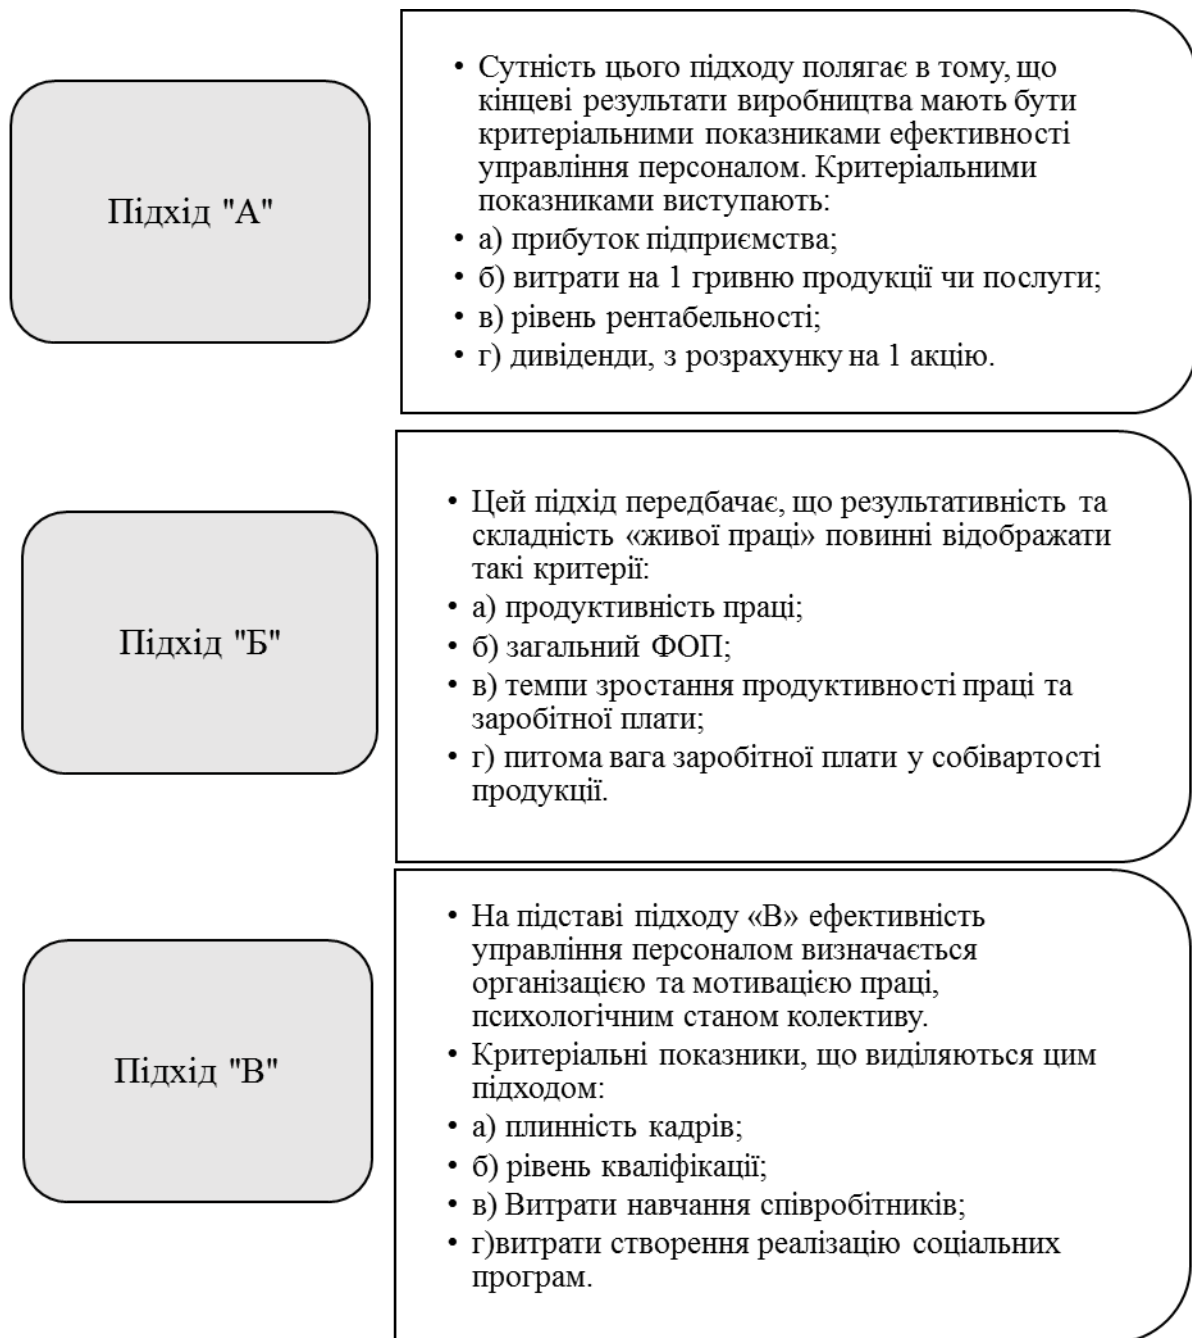 Підхід "А"
• Сутність цього підходу полягає в тому, що
кінцеві результати виробництва мають бути
критеріальними показниками ефективності
управління персоналом. Критеріальними
показниками виступають:
• а) прибуток підприємства;
• б) витрати на 1 гривню продукції чи послуги;
• в) рівень рентабельності;
• г) дивіденди, з розрахунку на 1 акцію.
Підхід "Б"
• Цей підхід передбачає, що результативність та
складність «живої праці» повинні відображати
такі критерії:
• а) продуктивність праці;
• б) загальний ФОП;
• в) темпи зростання продуктивності праці та
заробітної плати;
• г) питома вага заробітної плати у собівартості
продукції.
Підхід "В"
• На підставі підходу «В» ефективність
управління персоналом визначається
організацією та мотивацією праці,
психологічним станом колективу.
• Критеріальні показники, що виділяються цим
підходом:
• а) плинність кадрів;
• б) рівень кваліфікації;
• в) Витрати навчання співробітників;
• г)витрати створення реалізацію соціальних
програм.